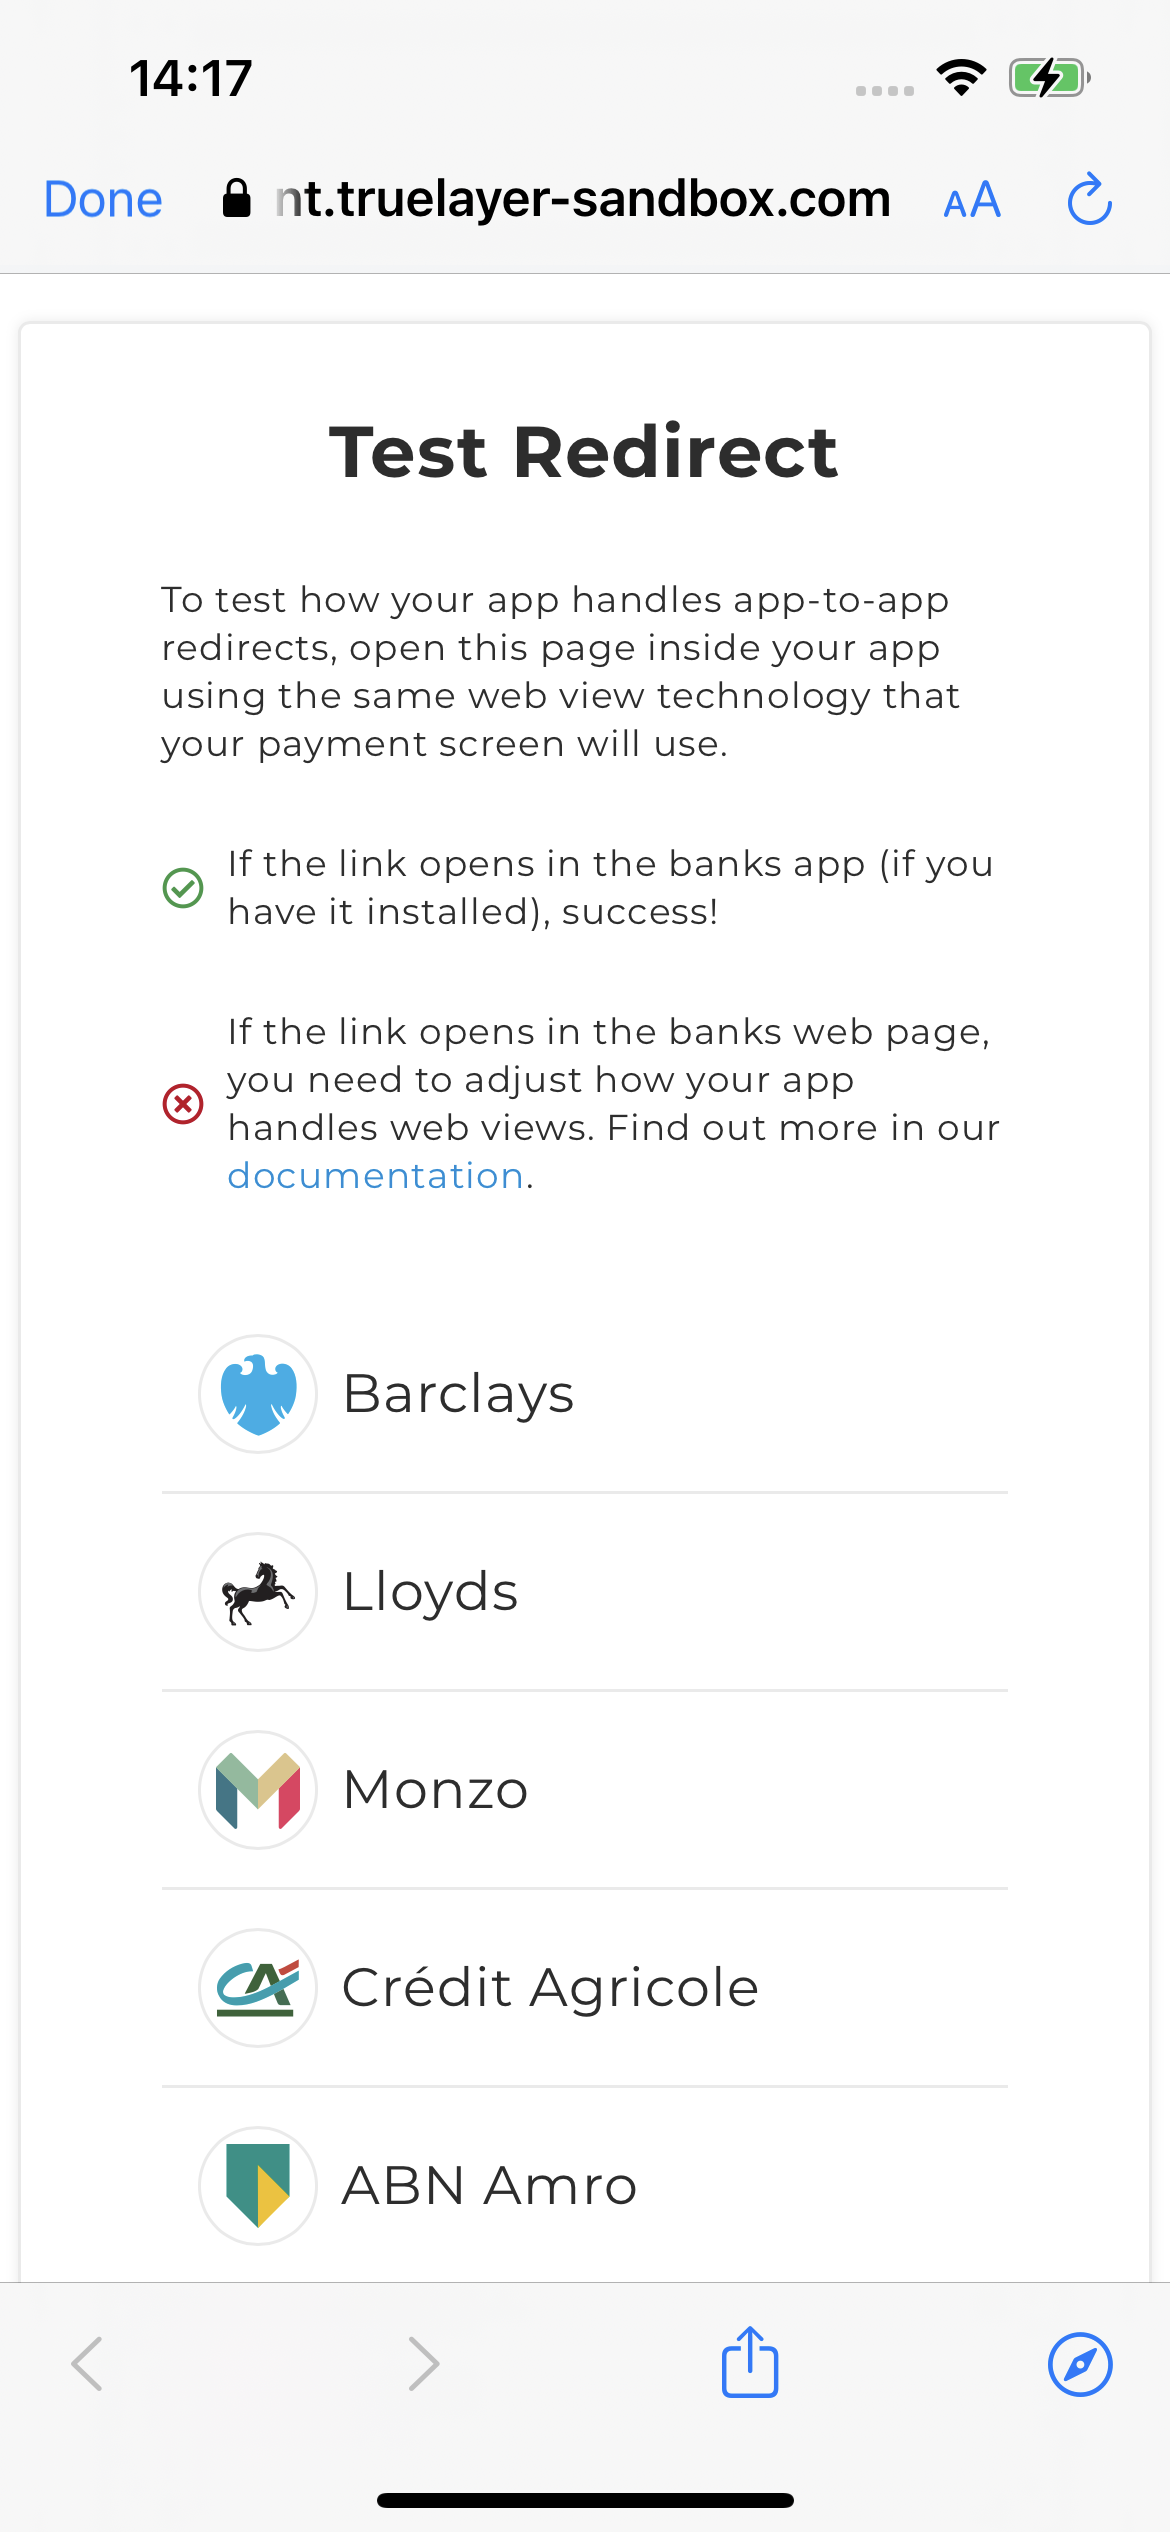 14:17
Done nt.truelayer-sandbox.com AA
Test Redirect
To test how your app handles app-to-app
redirects, open this page inside your app
using the same web view technology that
your payment screen will use.
If the link opens in the banks app (if you
have it installed), success!
If the link opens in the banks web page,
you need to adjust how your app
handles web views. Find out more in our
documentation.
Barclays
Lloyds
Monzo
Crédit Agricole
ABN Amro